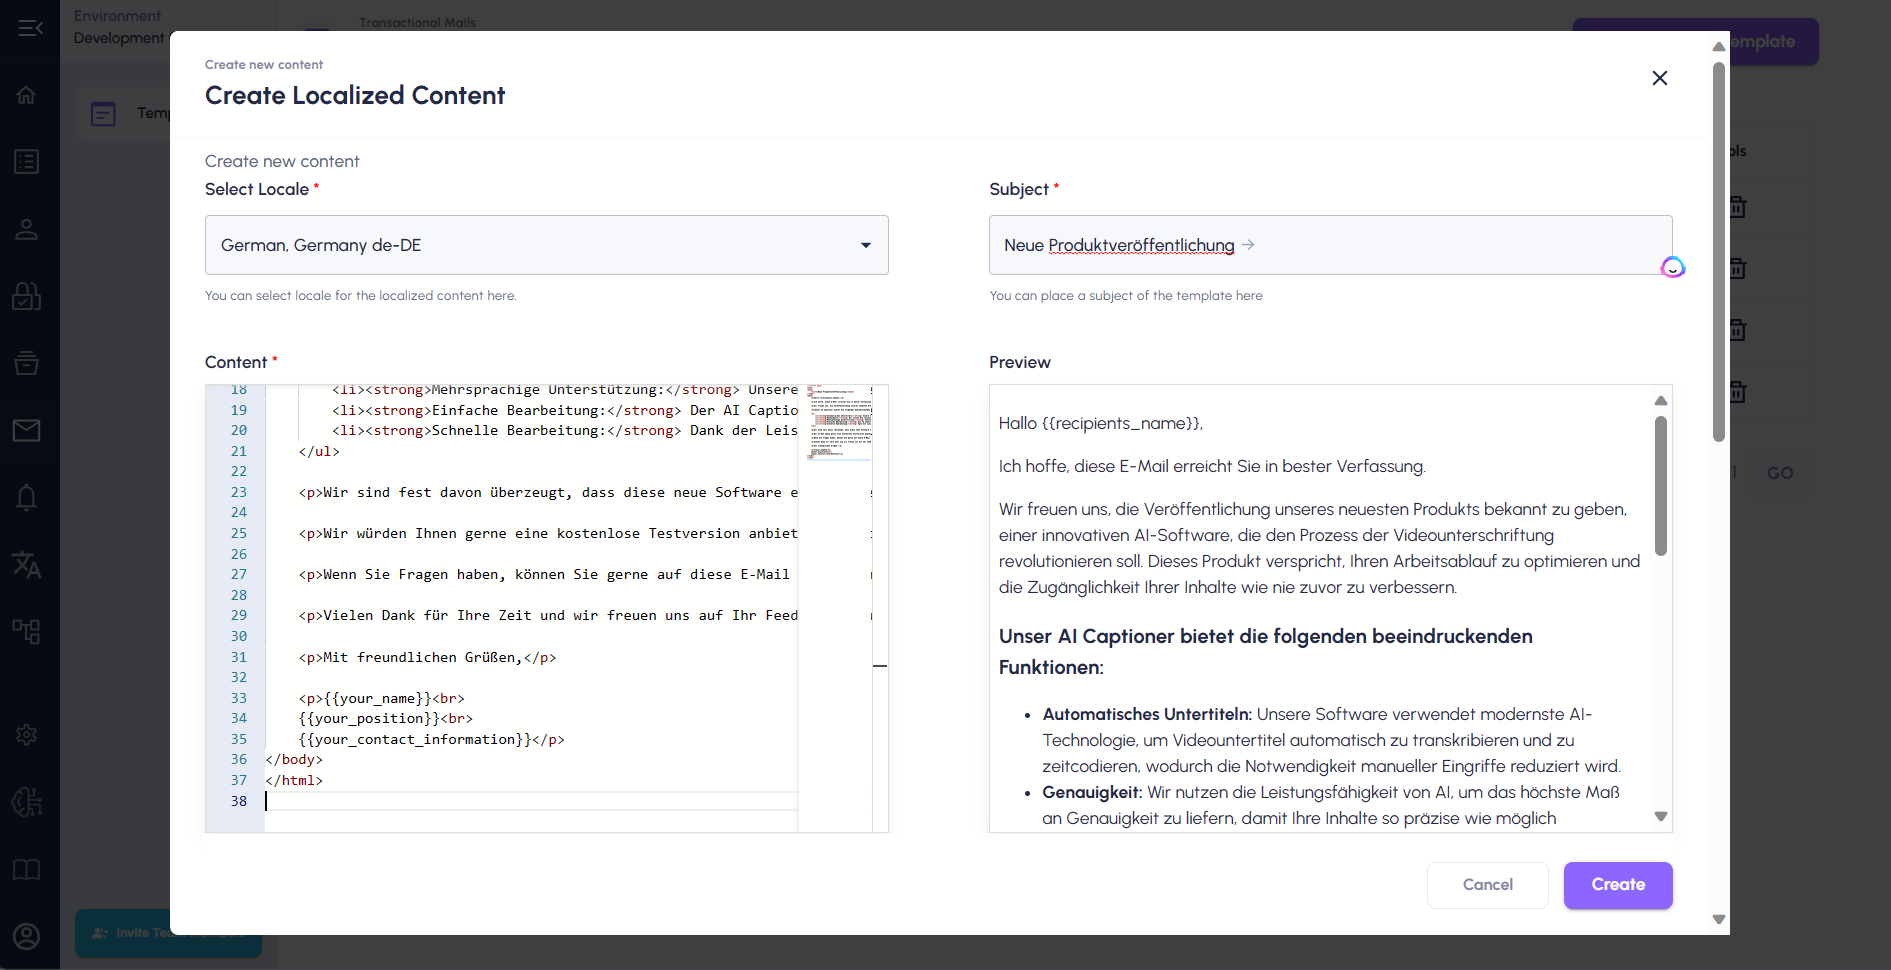 Environment
Development
Transactional Mails
emplate
Temp
ols
GO
Invite Team Members
Create new content
Create Localized Content
Create new content
Select Locale *
German, Germany de-DE
You can select locale for the localized content here.
Subject *
Neue Produktveröffentlichung →
You can place a subject of the template here
Content *
18 <li><strong>Mehrsprachige Unterstützung:</strong> Unsere
19 <li><strong>Einfache Bearbeitung:</strong> Der AI Captio
20 <li><strong>Schnelle Bearbeitung:</strong> Dank der Leis
21 </ul>
22
23 <p>Wir sind fest davon überzeugt, dass diese neue Software e
24
25 <p>Wir würden Ihnen gerne eine kostenlose Testversion anbiet
26
27 <p>Wenn Sie Fragen haben, können Sie gerne auf diese E-Mail
28
29 <p>Vielen Dank für Ihre Zeit und wir freuen uns auf Ihr Feed
30
31 <p>Mit freundlichen Grüßen,</p>
32
33 <p>{{your_name}}<br>
34 {{your_position}}<br>
35 {{your_contact_information}}</p>
36 </body>
37 </html>
38
Preview
Hallo {{recipients_name}},
Ich hoffe, diese E-Mail erreicht Sie in bester Verfassung.
Wir freuen uns, die Veröffentlichung unseres neuesten Produkts bekannt zu geben,
einer innovativen AI-Software, die den Prozess der Videounterschriftung
revolutionieren soll. Dieses Produkt verspricht, Ihren Arbeitsablauf zu optimieren und
die Zugänglichkeit Ihrer Inhalte wie nie zuvor zu verbessern.
Unser AI Captioner bietet die folgenden beeindruckenden
Funktionen:
• Automatisches Untertiteln: Unsere Software verwendet modernste AI-
Technologie, um Videountertitel automatisch zu transkribieren und zu
zeitcodieren, wodurch die Notwendigkeit manueller Eingriffe reduziert wird.
• Genauigkeit: Wir nutzen die Leistungsfähigkeit von AI, um das höchste Maß
an Genauigkeit zu liefern, damit Ihre Inhalte so präzise wie möglich
Cancel
Create